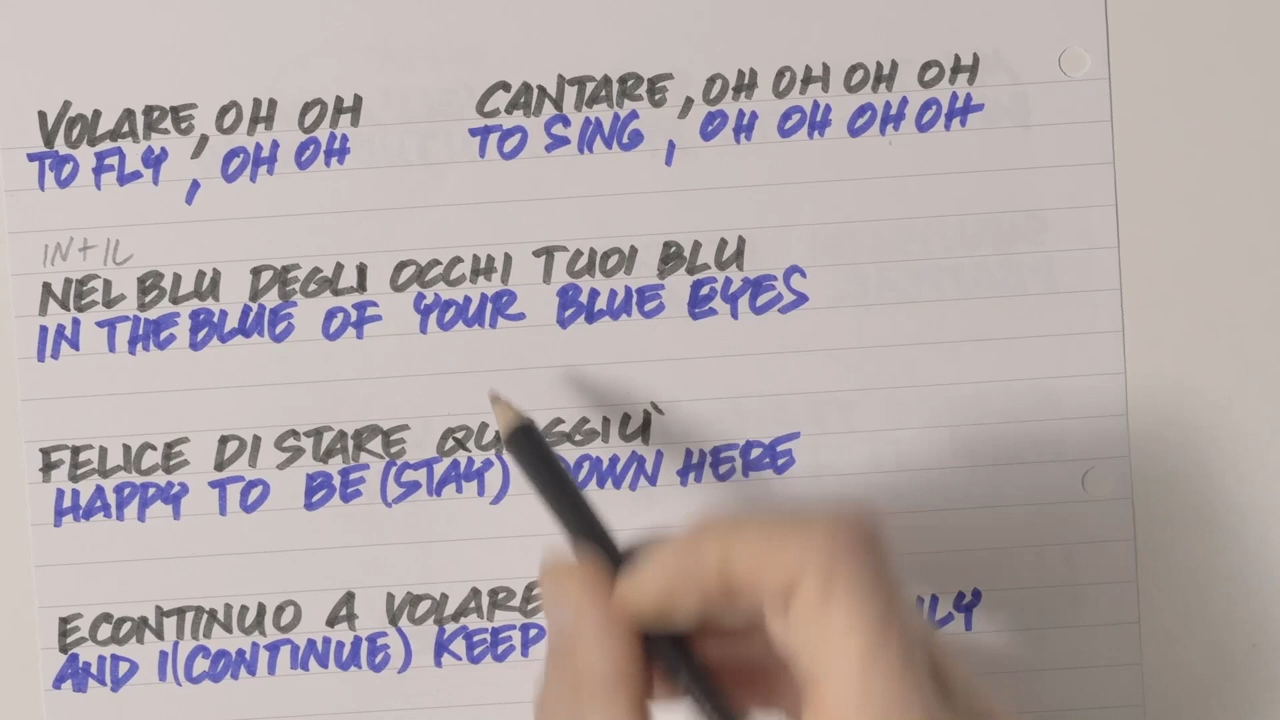 VOLARE, OH OH CANTARE, OH OH OH OH
TO FLY, OH OH TO SING, OH OH OH OH
IN + IL
NEL BLU DEGLI OCCHI TUOI BLU
IN THE BLUE OF YOUR BLUE EYES
FELICE DI STARE
HAPPY TO BE (STAY) DOWN HERE
E CONTINUO A VOLARE
AND I (CONTINUE) KEEP